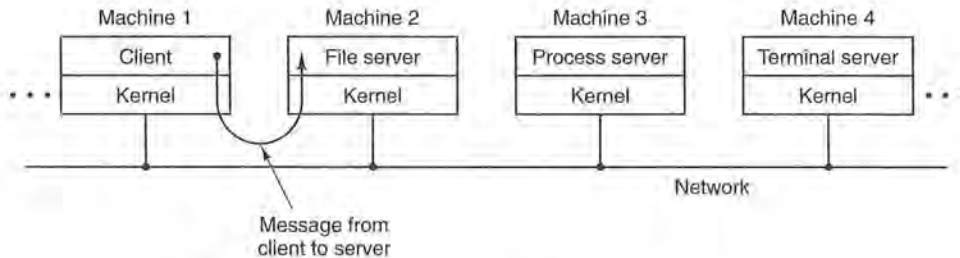 Machine 1 Machine 2 Machine 3 Machine 4
Client File server Process server Terminal server
Kernel Kernel Kernel Kernel
Network
Message from
client to server